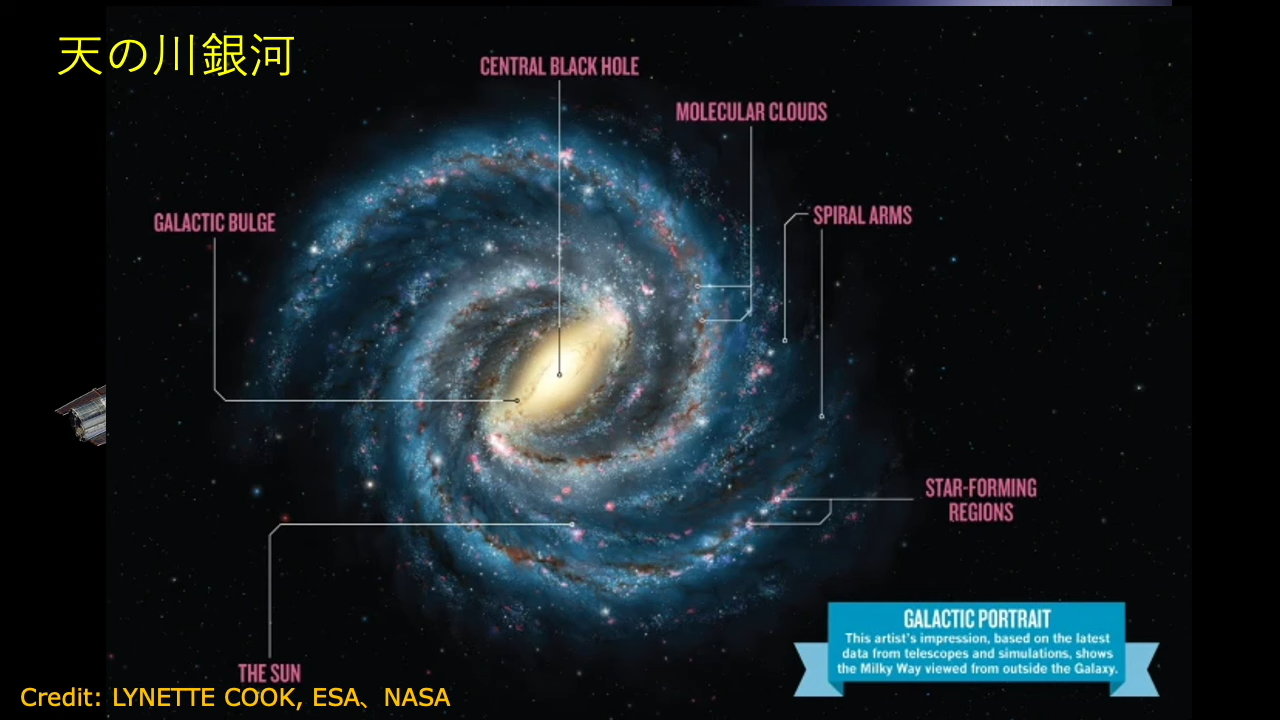 天の川銀河
CENTRAL BLACK HOLE
MOLECULAR CLOUDS
SPIRAL ARMS
GALACTIC BULGE
STAR-FORMING
REGIONS
THE SUN
GALACTIC PORTRAIT
This artist's impression, based on the latest
data from telescopes and simulations, shows
the Milky Way viewed from outside the Galaxy.
Credit: LYNETTE COOK, ESA、NASA